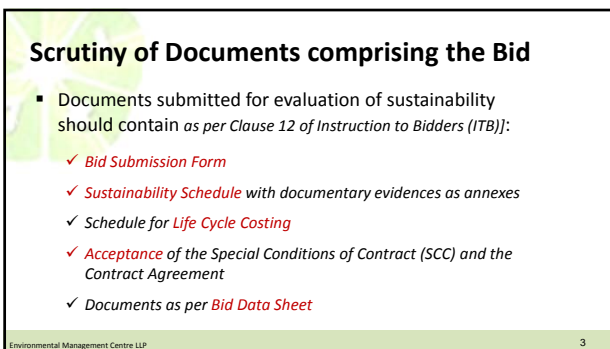 Scrutiny of Documents comprising the Bid
▪ Documents submitted for evaluation of sustainability
should contain as per Clause 12 of Instruction to Bidders (ITB)]:
✓ Bid Submission Form
✓ Sustainability Schedule with documentary evidences as annexes
✓ Schedule for Life Cycle Costing
✓ Acceptance of the Special Conditions of Contract (SCC) and the
Contract Agreement
✓ Documents as per Bid Data Sheet
Environmental Management Centre LLP
3